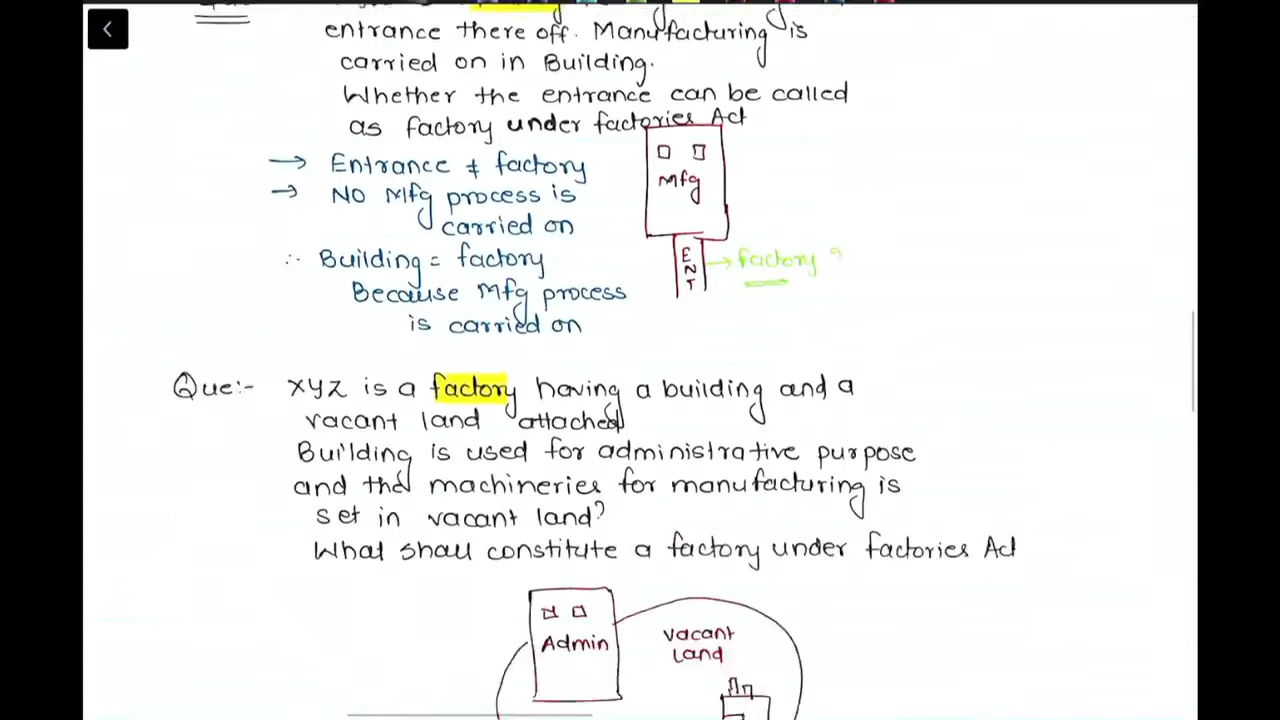 entrance there off. Manufacturing is
carried on in Building.
Whether the entrance can be called
as factory under factories Act
→ Entrance ≠ factory
→ NO Mfg process is
carried on
∴ Building = factory
Because Mfg process
is carried on
Mfg
ENT
→ factory ?
Que:- XYZ is a factory having a building and a
vacant land attached
Building is used for administrative purpose
and the machineries for manufacturing is
set in vacant land?
What shall constitute a factory under factories Act
Admin
vacant
land